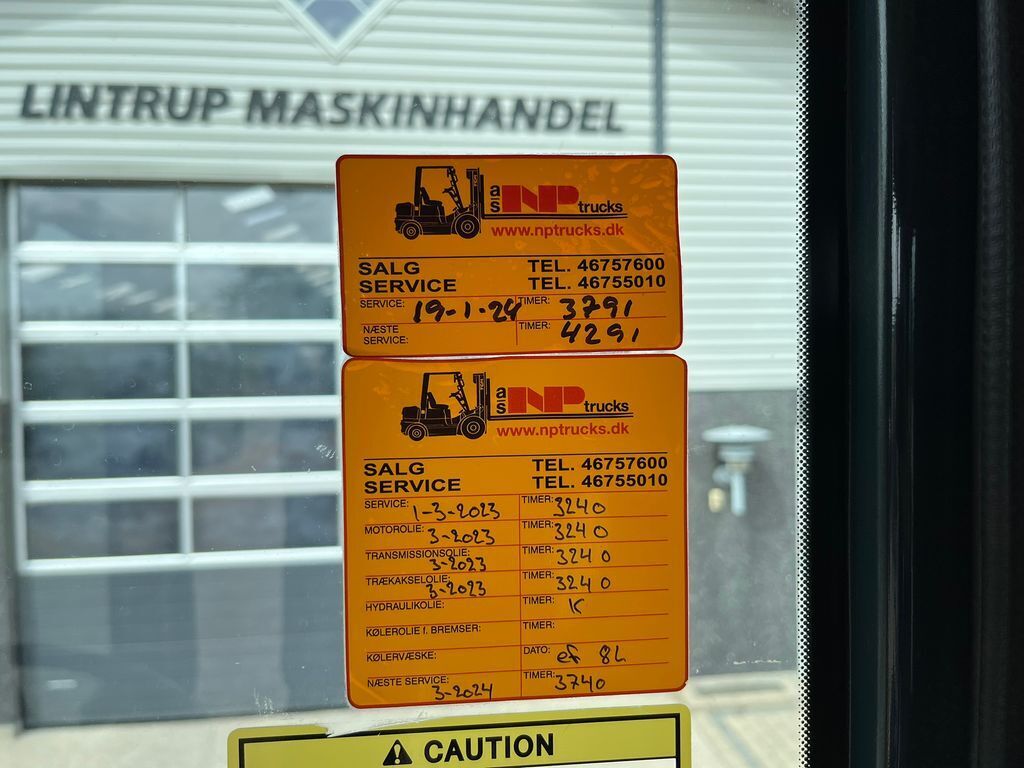 LINTRUP MASKINHANDEL
a/s NP trucks
www.nptrucks.dk
SALG TEL. 46757600
SERVICE TEL. 46755010
SERVICE: 19-1-24 TIMER: 3791
NÆSTE SERVICE: TIMER: 4291
a/s NP trucks
www.nptrucks.dk
SALG TEL. 46757600
SERVICE TEL. 46755010
SERVICE: 1-3-2023 TIMER: 3240
MOTOROLIE: 3-2023 TIMER: 3240
TRANSMISSIONSOLIE: 3-2023 TIMER: 3240
TRÆKAKSELOLIE: 3-2023 TIMER: 3240
HYDRAULIKOLIE: TIMER: K
KØLEROLIE I. BREMSER: TIMER:
KØLERVÆSKE: DATO: ef 8L
NÆSTE SERVICE: 3-2024 TIMER: 3740
CAUTION